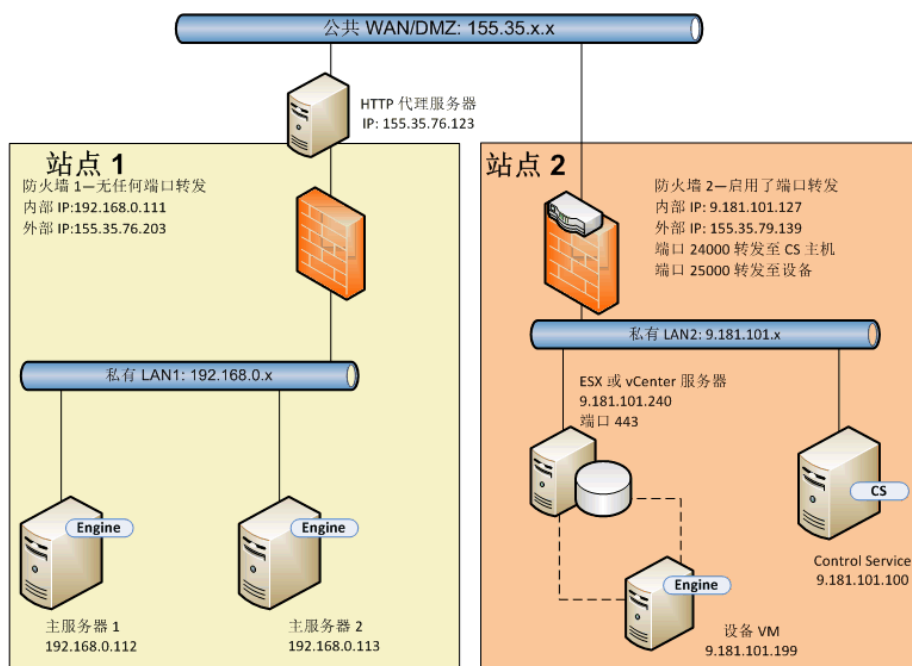 公共 WAN/DMZ: 155.35.x.x
HTTP 代理服务器
IP: 155.35.76.123
站点 1
防火墙 1—无任何端口转发
内部 IP:192.168.0.111
外部 IP:155.35.76.203
私有 LAN1: 192.168.0.x
Engine
Engine
主服务器 1
192.168.0.112
主服务器 2
192.168.0.113
站点 2
防火墙 2—启用了端口转发
内部 IP: 9.181.101.127
外部 IP: 155.35.79.139
端口 24000 转发至 CS 主机
端口 25000 转发至设备
私有 LAN2: 9.181.101.x
ESX 或 vCenter 服务器
9.181.101.240
端口 443
CS
Control Service
9.181.101.100
Engine
设备 VM
9.181.101.199